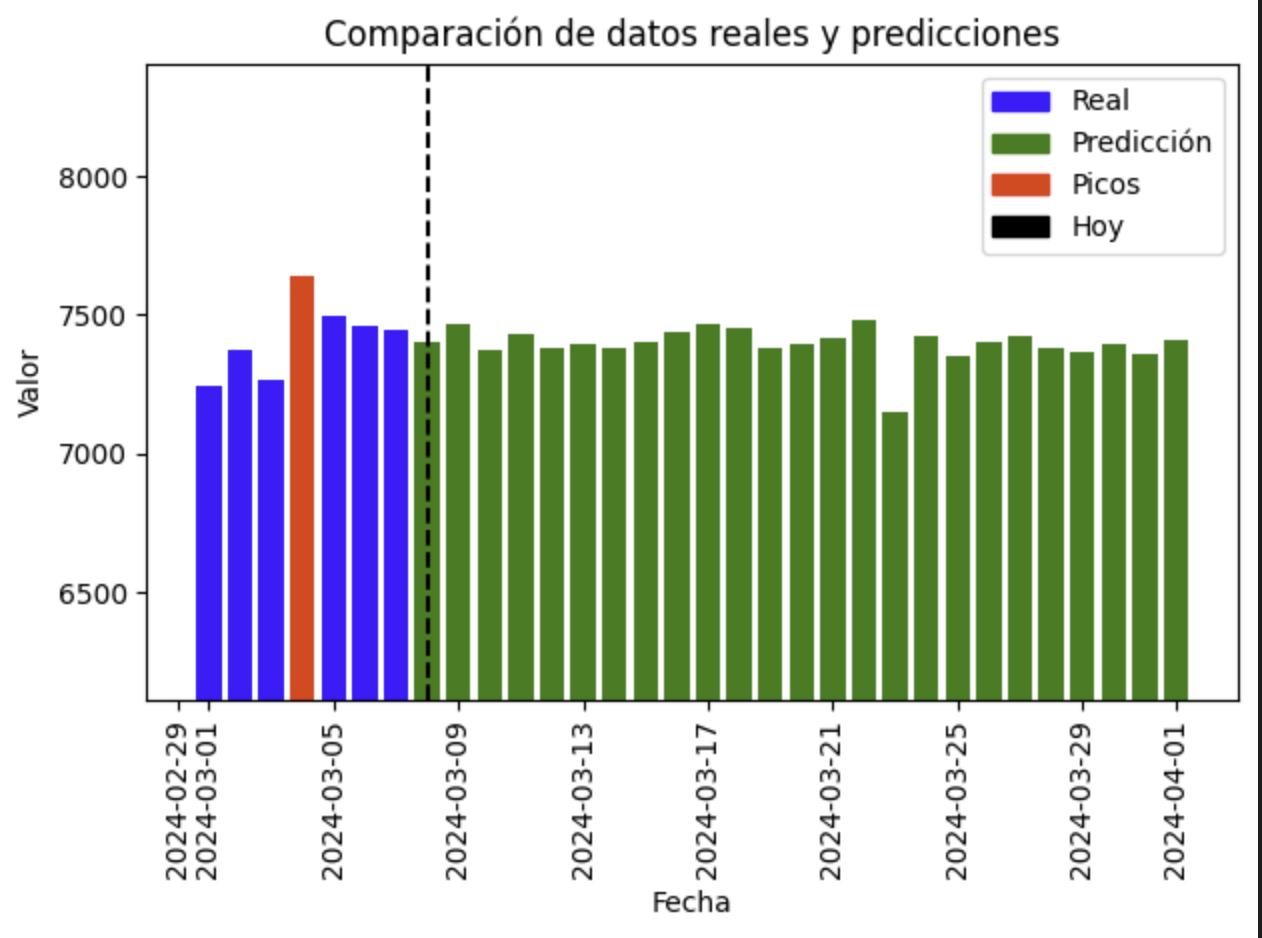 Comparación de datos reales y predicciones
Real
Predicción
Picos
Hoy
8000
7500
7000
6500
Valor
2024-02-29
2024-03-01
2024-03-05
2024-03-09
2024-03-13
2024-03-17
2024-03-21
2024-03-25
2024-03-29
2024-04-01
Fecha